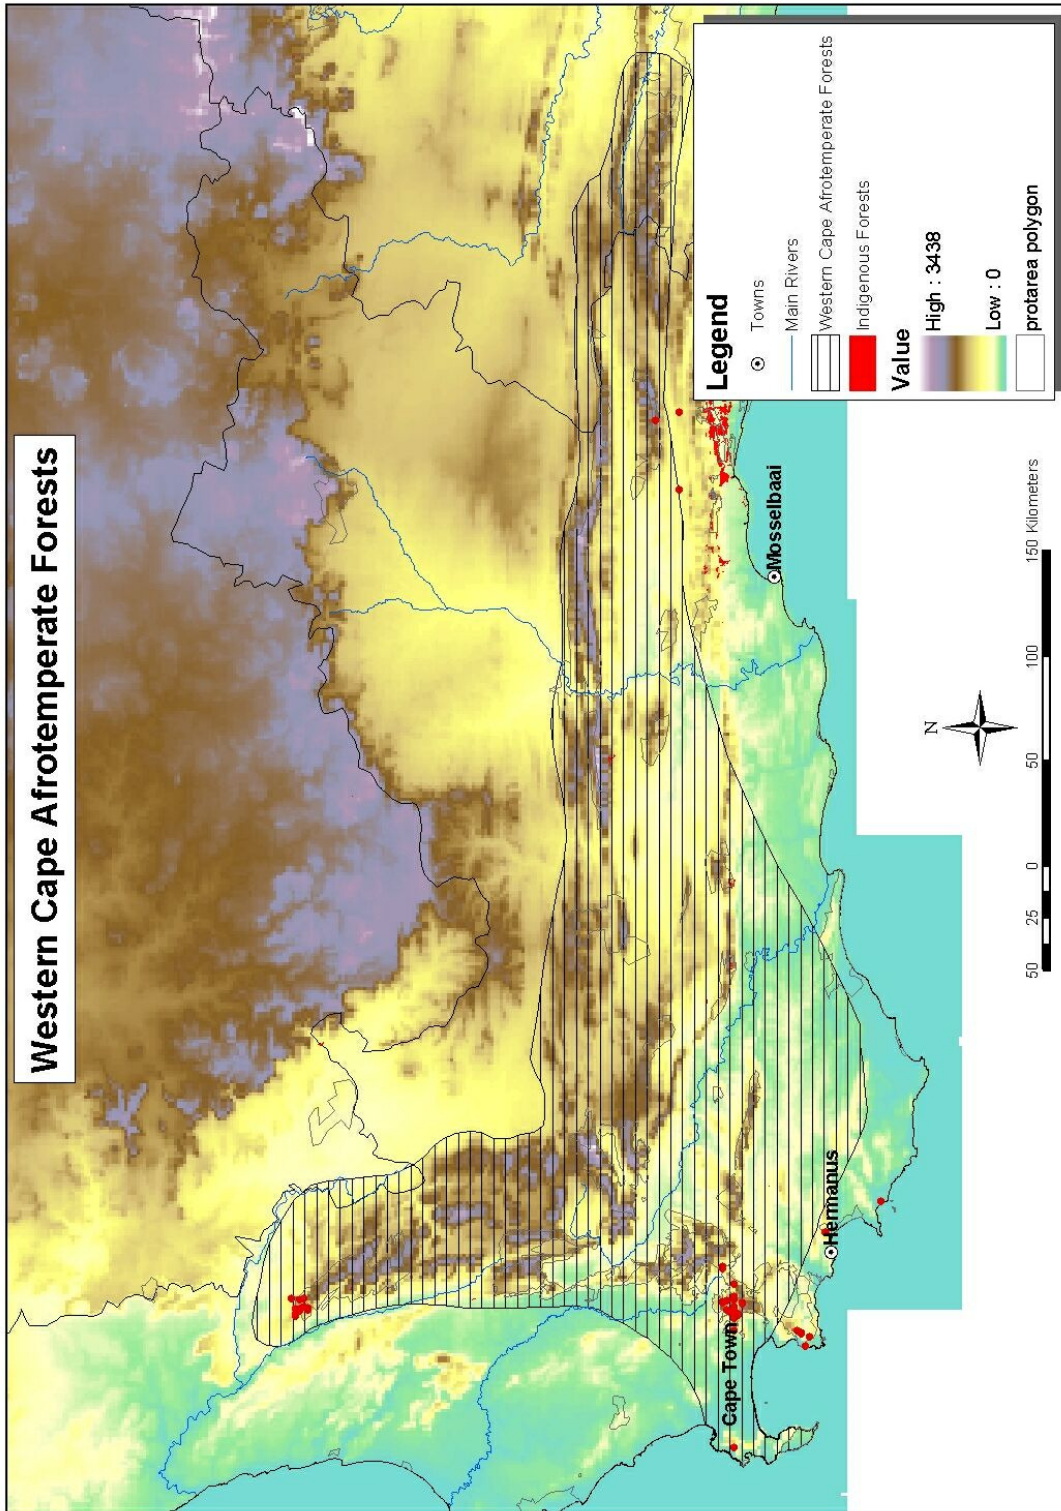 Western Cape Afrotemperate Forests
Cape Town
Hermanus
Mosselbaai
N
50 25 0 50 100 150 Kilometers
Legend
Towns
Main Rivers
Western Cape Afrotemperate Forests
Indigenous Forests
Value
High : 3438
Low : 0
protarea polygon